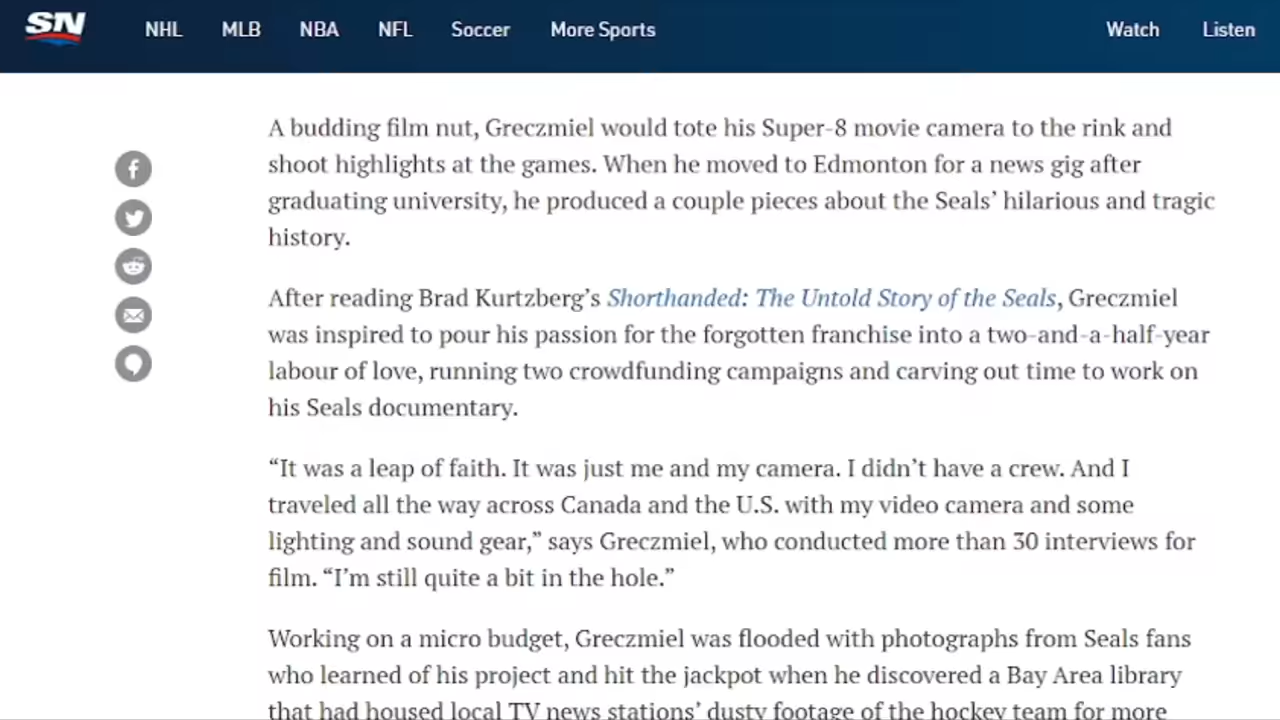 SN NHL MLB NBA NFL Soccer More Sports Watch Listen
A budding film nut, Greczmiel would tote his Super-8 movie camera to the rink and
shoot highlights at the games. When he moved to Edmonton for a news gig after
graduating university, he produced a couple pieces about the Seals’ hilarious and tragic
history.
After reading Brad Kurtzberg’s Shorthanded: The Untold Story of the Seals, Greczmiel
was inspired to pour his passion for the forgotten franchise into a two-and-a-half-year
labour of love, running two crowdfunding campaigns and carving out time to work on
his Seals documentary.
“It was a leap of faith. It was just me and my camera. I didn’t have a crew. And I
traveled all the way across Canada and the U.S. with my video camera and some
lighting and sound gear,” says Greczmiel, who conducted more than 30 interviews for
film. “I’m still quite a bit in the hole.”
Working on a micro budget, Greczmiel was flooded with photographs from Seals fans
who learned of his project and hit the jackpot when he discovered a Bay Area library
that had housed local TV news stations’ dusty footage of the hockey team for more